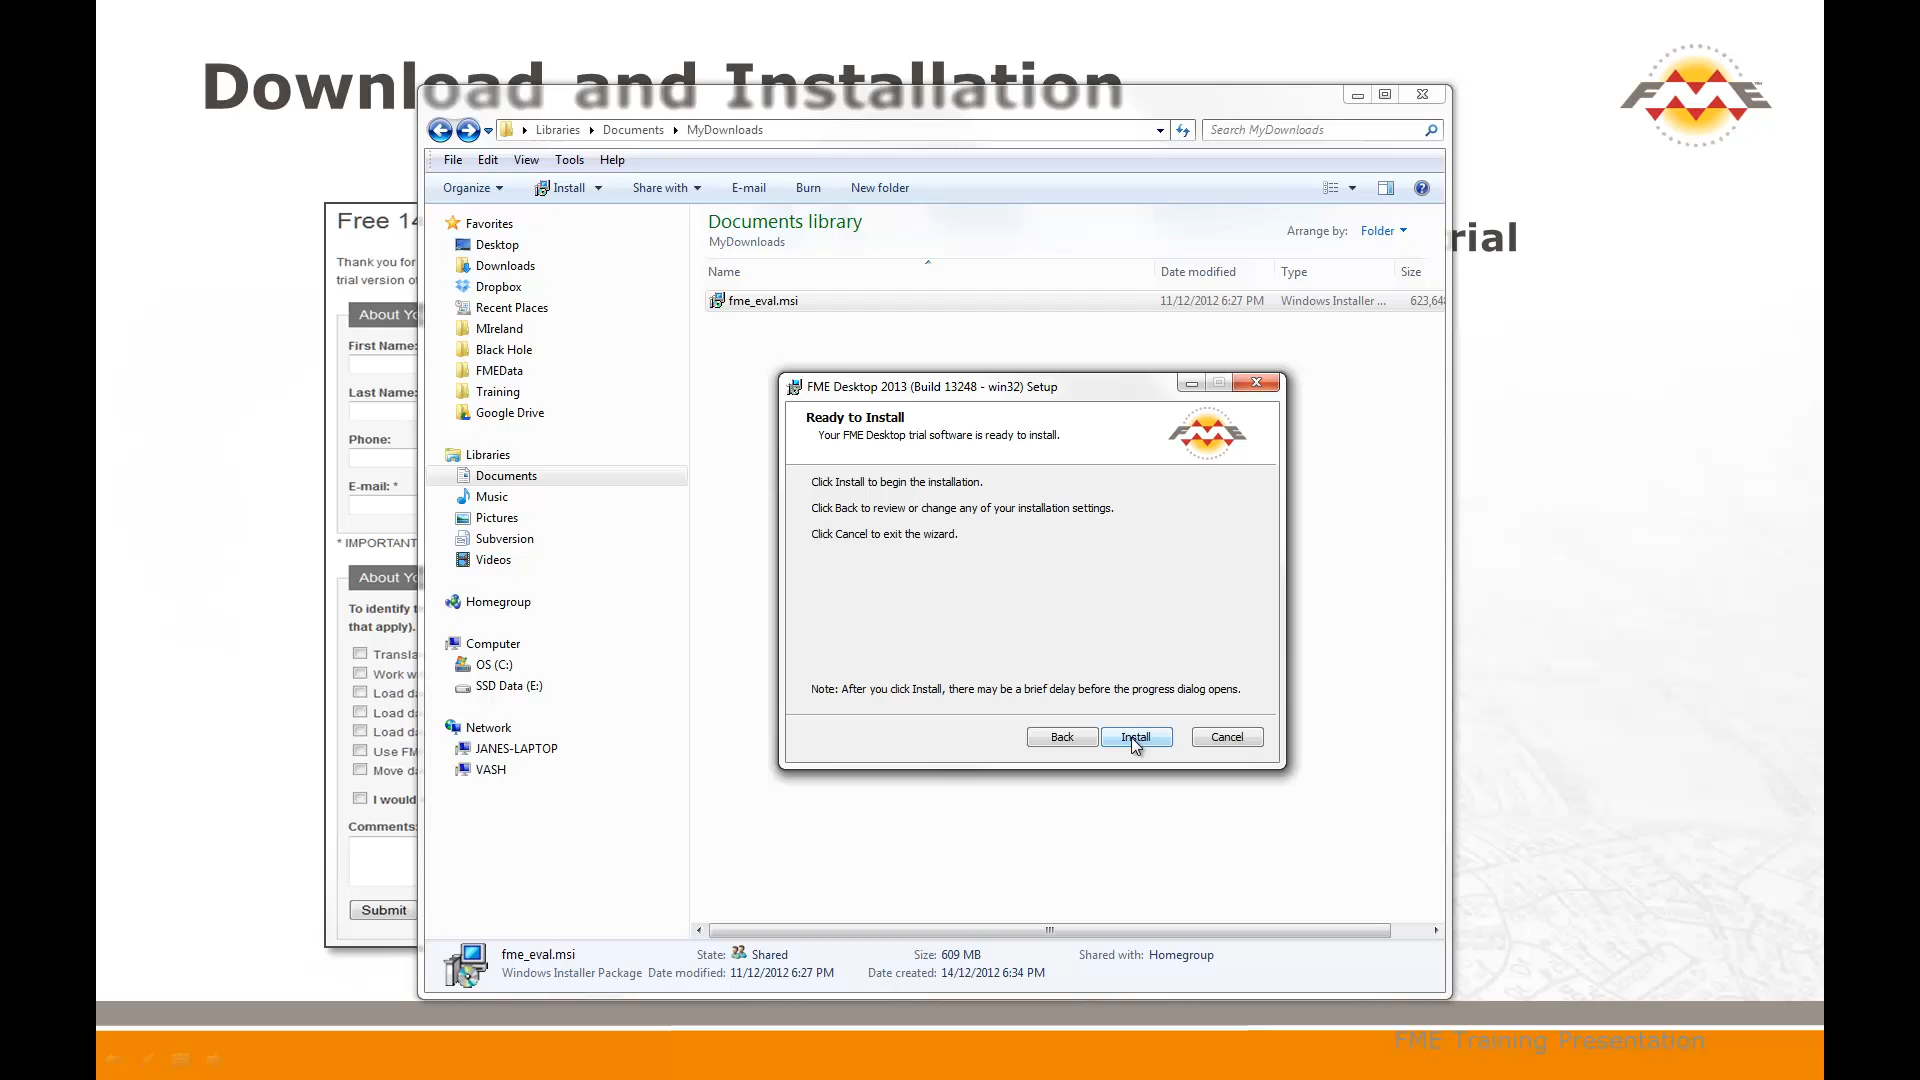 Download and Installation
FME
rial
Libraries Documents MyDownloads
Search MyDownloads
File Edit View Tools Help
Organize Install Share with E-mail Burn New folder
Favorites
Desktop
Downloads
Dropbox
Recent Places
MIreland
Black Hole
FMEData
Training
Google Drive
Libraries
Documents
Music
Pictures
Subversion
Videos
Homegroup
Computer
OS (C:)
SSD Data (E:)
Network
JANES-LAPTOP
VASH
Documents library
MyDownloads
Arrange by: Folder
Name Date modified Type Size
fme_eval.msi 11/12/2012 6:27 PM Windows Installer ... 623,648
FME Desktop 2013 (Build 13248 - win32) Setup
Ready to Install
Your FME Desktop trial software is ready to install.
FME
Click Install to begin the installation.
Click Back to review or change any of your installation settings.
Click Cancel to exit the wizard.
Note: After you click Install, there may be a brief delay before the progress dialog opens.
Back Install Cancel
Free 14
Thank you for
trial version of
About Yo
First Name:
Last Name:
Phone:
E-mail: *
* IMPORTANT
About Yo
To identify t
that apply).
Transla
Work w
Load da
Load da
Load da
Use FM
Move da
I would
Comments:
Submit
fme_eval.msi State: Shared Size: 609 MB Shared with: Homegroup
Windows Installer Package Date modified: 11/12/2012 6:27 PM Date created: 14/12/2012 6:34 PM
FME Training Presentation